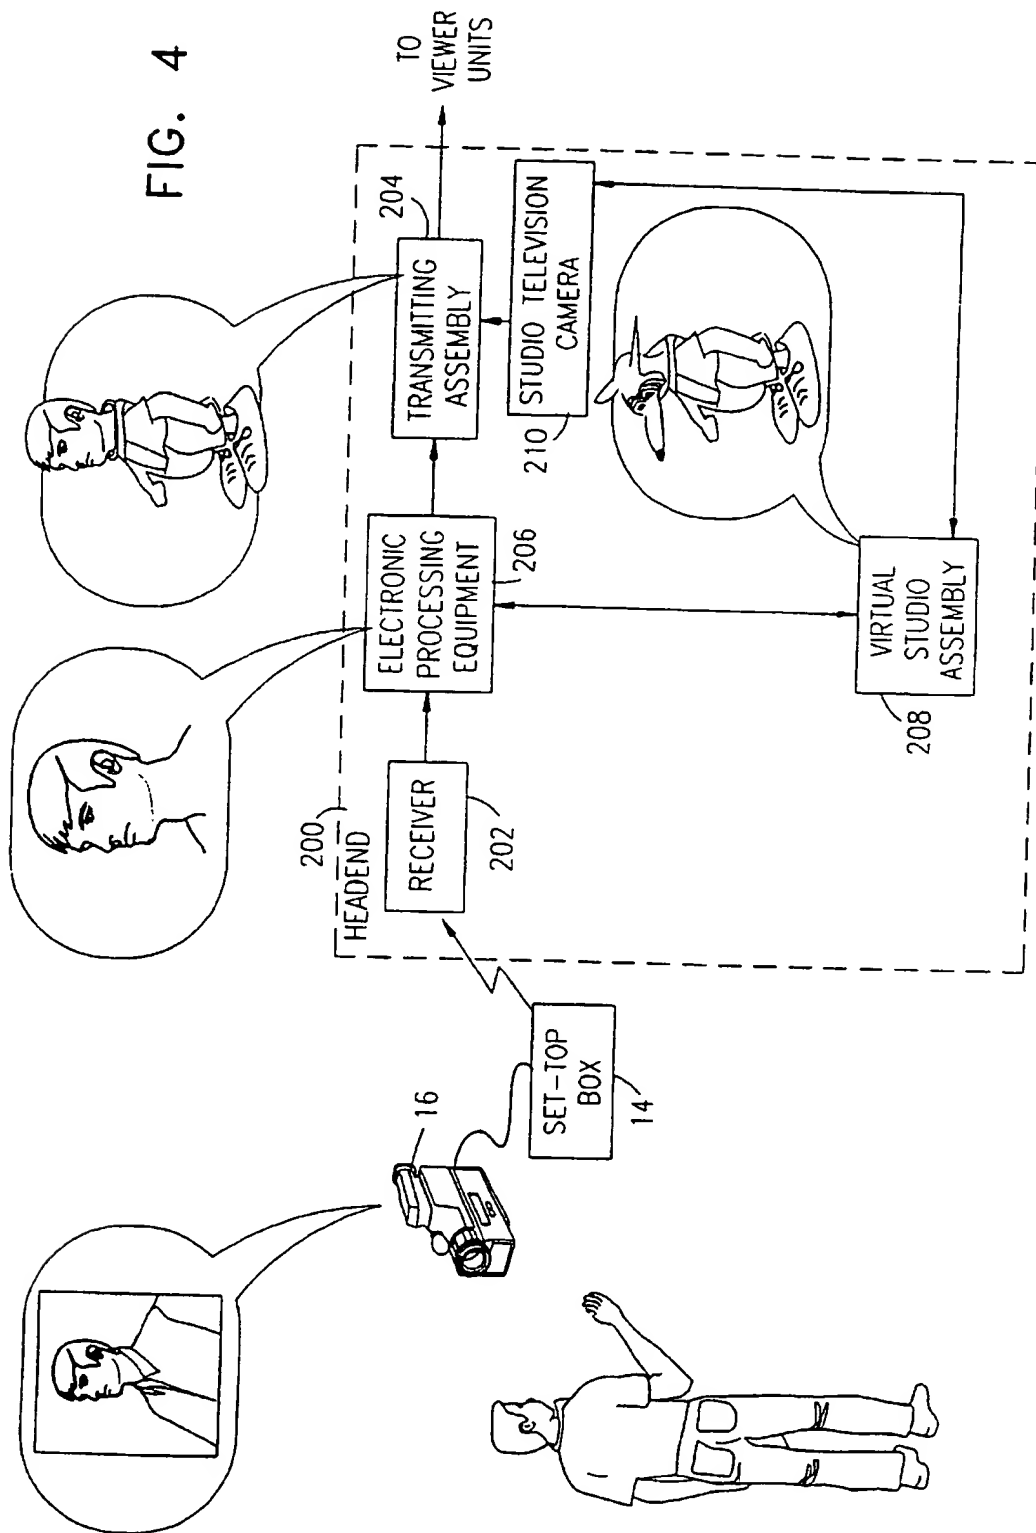 FIG. 4
200
HEADEND
RECEIVER
202
ELECTRONIC
PROCESSING
EQUIPMENT
206
TRANSMITTING
ASSEMBLY
204
TO
VIEWER
UNITS
STUDIO TELEVISION
CAMERA
210
VIRTUAL
STUDIO
ASSEMBLY
208
16
SET-TOP
BOX
14